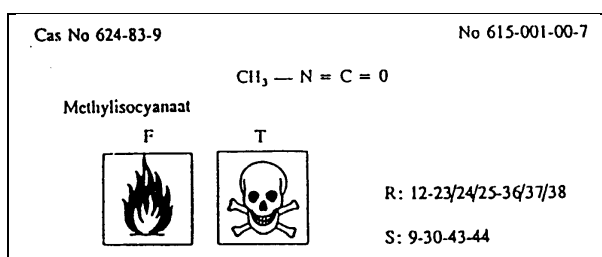 Cas No 624-83-9 No 615-001-00-7
CH₃ — N = C = 0
Methylisocyanaat
F T
R: 12-23/24/25-36/37/38
S: 9-30-43-44